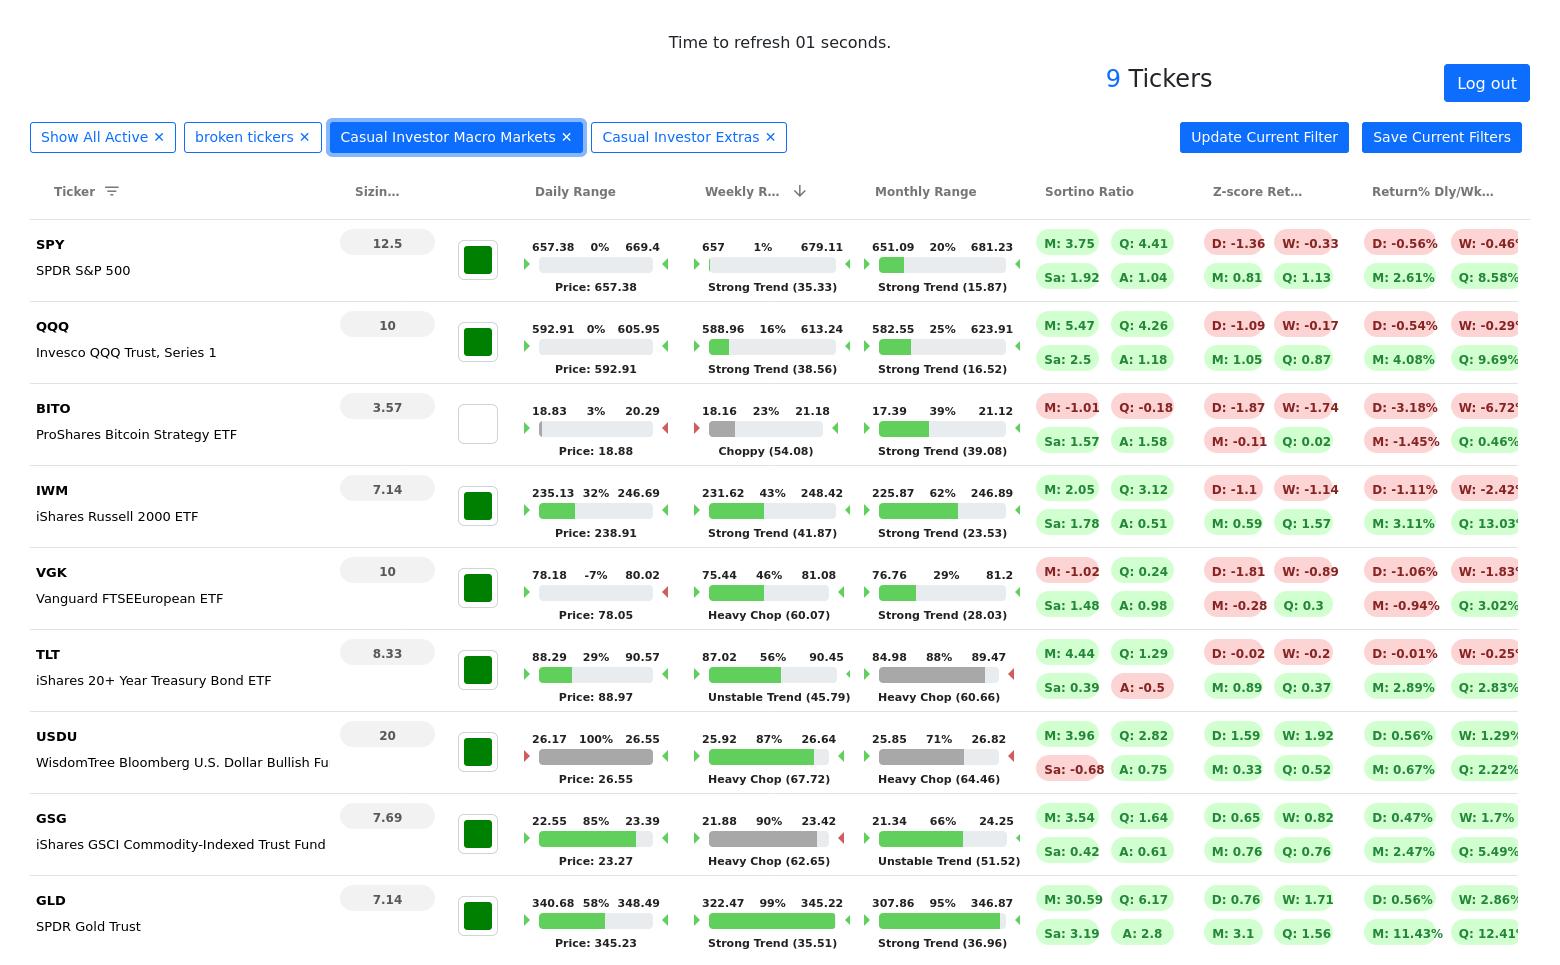 Time to refresh 01 seconds.
9 Tickers
Log out
Show All Active ✕ broken tickers ✕ Casual Investor Macro Markets ✕ Casual Investor Extras ✕ Update Current Filter Save Current Filters
Ticker Sizin... Daily Range Weekly R... Monthly Range Sortino Ratio Z-score Ret... Return% Dly/Wk...
SPY 12.5 657.38 0% 669.4 657 1% 679.11 651.09 20% 681.23 M: 3.75 Q: 4.41 D: -1.36 W: -0.33 D: -0.56% W: -0.46%
SPDR S&P 500 Price: 657.38 Strong Trend (35.33) Strong Trend (15.87) Sa: 1.92 A: 1.04 M: 0.81 Q: 1.13 M: 2.61% Q: 8.58%
QQQ 10 592.91 0% 605.95 588.96 16% 613.24 582.55 25% 623.91 M: 5.47 Q: 4.26 D: -1.09 W: -0.17 D: -0.54% W: -0.29%
Invesco QQQ Trust, Series 1 Price: 592.91 Strong Trend (38.56) Strong Trend (16.52) Sa: 2.5 A: 1.18 M: 1.05 Q: 0.87 M: 4.08% Q: 9.69%
BITO 3.57 18.83 3% 20.29 18.16 23% 21.18 17.39 39% 21.12 M: -1.01 Q: -0.18 D: -1.87 W: -1.74 D: -3.18% W: -6.72%
ProShares Bitcoin Strategy ETF Price: 18.88 Choppy (54.08) Strong Trend (39.08) Sa: 1.57 A: 1.58 M: -0.11 Q: 0.02 M: -1.45% Q: 0.46%
IWM 7.14 235.13 32% 246.69 231.62 43% 248.42 225.87 62% 246.89 M: 2.05 Q: 3.12 D: -1.1 W: -1.14 D: -1.11% W: -2.42%
iShares Russell 2000 ETF Price: 238.91 Strong Trend (41.87) Strong Trend (23.53) Sa: 1.78 A: 0.51 M: 0.59 Q: 1.57 M: 3.11% Q: 13.03%
VGK 10 78.18 -7% 80.02 75.44 46% 81.08 76.76 29% 81.2 M: -1.02 Q: 0.24 D: -1.81 W: -0.89 D: -1.06% W: -1.83%
Vanguard FTSEEuropean ETF Price: 78.05 Heavy Chop (60.07) Strong Trend (28.03) Sa: 1.48 A: 0.98 M: -0.28 Q: 0.3 M: -0.94% Q: 3.02%
TLT 8.33 88.29 29% 90.57 87.02 56% 90.45 84.98 88% 89.47 M: 4.44 Q: 1.29 D: -0.02 W: -0.2 D: -0.01% W: -0.25%
iShares 20+ Year Treasury Bond ETF Price: 88.97 Unstable Trend (45.79) Heavy Chop (60.66) Sa: 0.39 A: -0.5 M: 0.89 Q: 0.37 M: 2.89% Q: 2.83%
USDU 20 26.17 100% 26.55 25.92 87% 26.64 25.85 71% 26.82 M: 3.96 Q: 2.82 D: 1.59 W: 1.92 D: 0.56% W: 1.29%
WisdomTree Bloomberg U.S. Dollar Bullish Fu Price: 26.55 Heavy Chop (67.72) Heavy Chop (64.46) Sa: -0.68 A: 0.75 M: 0.33 Q: 0.52 M: 0.67% Q: 2.22%
GSG 7.69 22.55 85% 23.39 21.88 90% 23.42 21.34 66% 24.25 M: 3.54 Q: 1.64 D: 0.65 W: 0.82 D: 0.47% W: 1.7%
iShares GSCI Commodity-Indexed Trust Fund Price: 23.27 Heavy Chop (62.65) Unstable Trend (51.52) Sa: 0.42 A: 0.61 M: 0.76 Q: 0.76 M: 2.47% Q: 5.49%
GLD 7.14 340.68 58% 348.49 322.47 99% 345.22 307.86 95% 346.87 M: 30.59 Q: 6.17 D: 0.76 W: 1.71 D: 0.56% W: 2.86%
SPDR Gold Trust Price: 345.23 Strong Trend (35.51) Strong Trend (36.96) Sa: 3.19 A: 2.8 M: 3.1 Q: 1.56 M: 11.43% Q: 12.41%